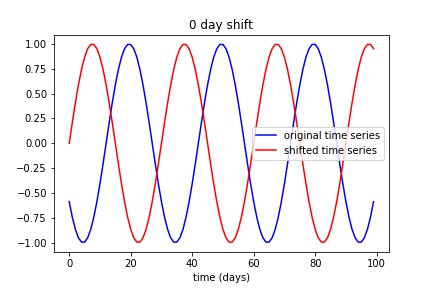 0 day shift
1.00
0.75
0.50
0.25
0.00
−0.25
−0.50
−0.75
−1.00
original time series
shifted time series
0 20 40 60 80 100
time (days)